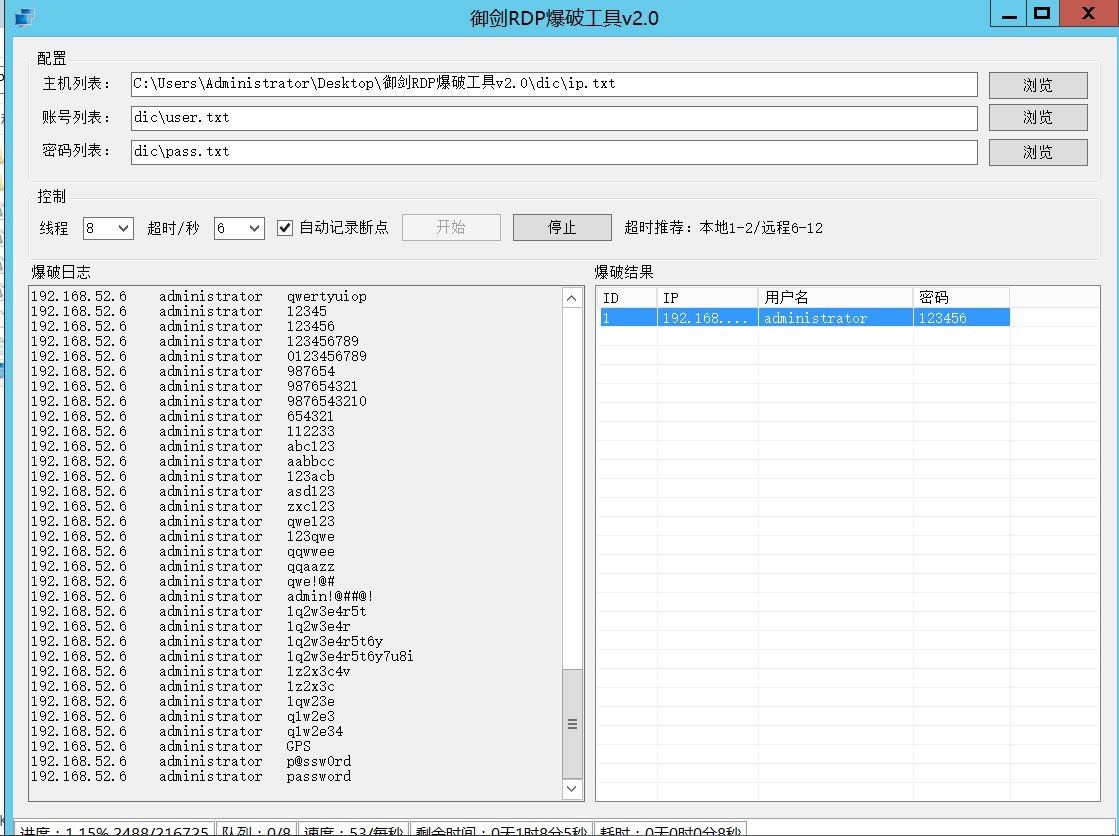 御剑RDP爆破工具v2.0
配置
主机列表： C:\Users\Administrator\Desktop\御剑RDP爆破工具v2.0\dic\ip.txt 浏览
账号列表： dic\user.txt 浏览
密码列表： dic\pass.txt 浏览
控制
线程 8 超时/秒 6 自动记录断点 开始 停止 超时推荐：本地1-2/远程6-12
爆破日志 爆破结果
ID IP 用户名 密码
1 192.168.... administrator 123456
192.168.52.6 administrator qwertyuiop
192.168.52.6 administrator 12345
192.168.52.6 administrator 123456
192.168.52.6 administrator 123456789
192.168.52.6 administrator 0123456789
192.168.52.6 administrator 987654
192.168.52.6 administrator 987654321
192.168.52.6 administrator 9876543210
192.168.52.6 administrator 654321
192.168.52.6 administrator 112233
192.168.52.6 administrator abc123
192.168.52.6 administrator aabbcc
192.168.52.6 administrator 123acb
192.168.52.6 administrator asd123
192.168.52.6 administrator zxc123
192.168.52.6 administrator qwe123
192.168.52.6 administrator 123qwe
192.168.52.6 administrator qqwwee
192.168.52.6 administrator qqaazz
192.168.52.6 administrator qwe!@#
192.168.52.6 administrator admin!@##@!
192.168.52.6 administrator 1q2w3e4r5t
192.168.52.6 administrator 1q2w3e4r
192.168.52.6 administrator 1q2w3e4r5t6y
192.168.52.6 administrator 1q2w3e4r5t6y7u8i
192.168.52.6 administrator 1z2x3c4v
192.168.52.6 administrator 1z2x3c
192.168.52.6 administrator 1qw23e
192.168.52.6 administrator q1w2e3
192.168.52.6 administrator q1w2e34
192.168.52.6 administrator GPS
192.168.52.6 administrator p@ssw0rd
192.168.52.6 administrator password
进度：1.15% 2488/216725 队列：0/8 速度：53/每秒 剩余时间：0天1时8分5秒 耗时：0天0时0分8秒